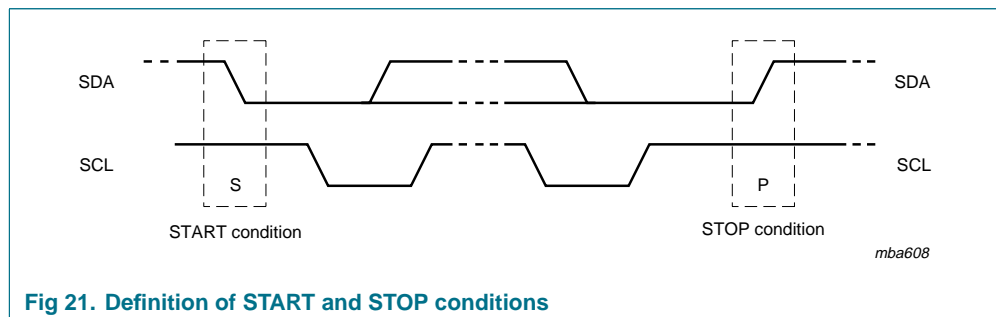 SDA
SDA
SCL
SCL
S
P
START condition
STOP condition
mba608
Fig 21. Definition of START and STOP conditions